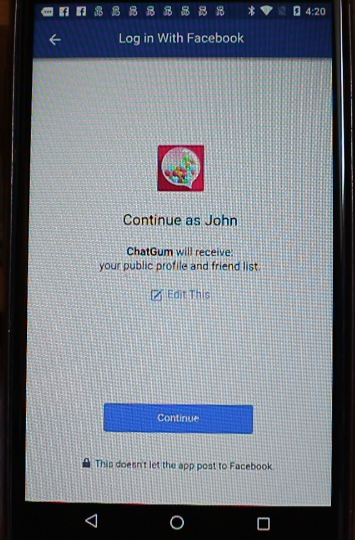 4:20
Log in With Facebook
Continue as John
ChatGum will receive:
your public profile and friend list.
Edit This
Continue
This doesn't let the app post to Facebook.